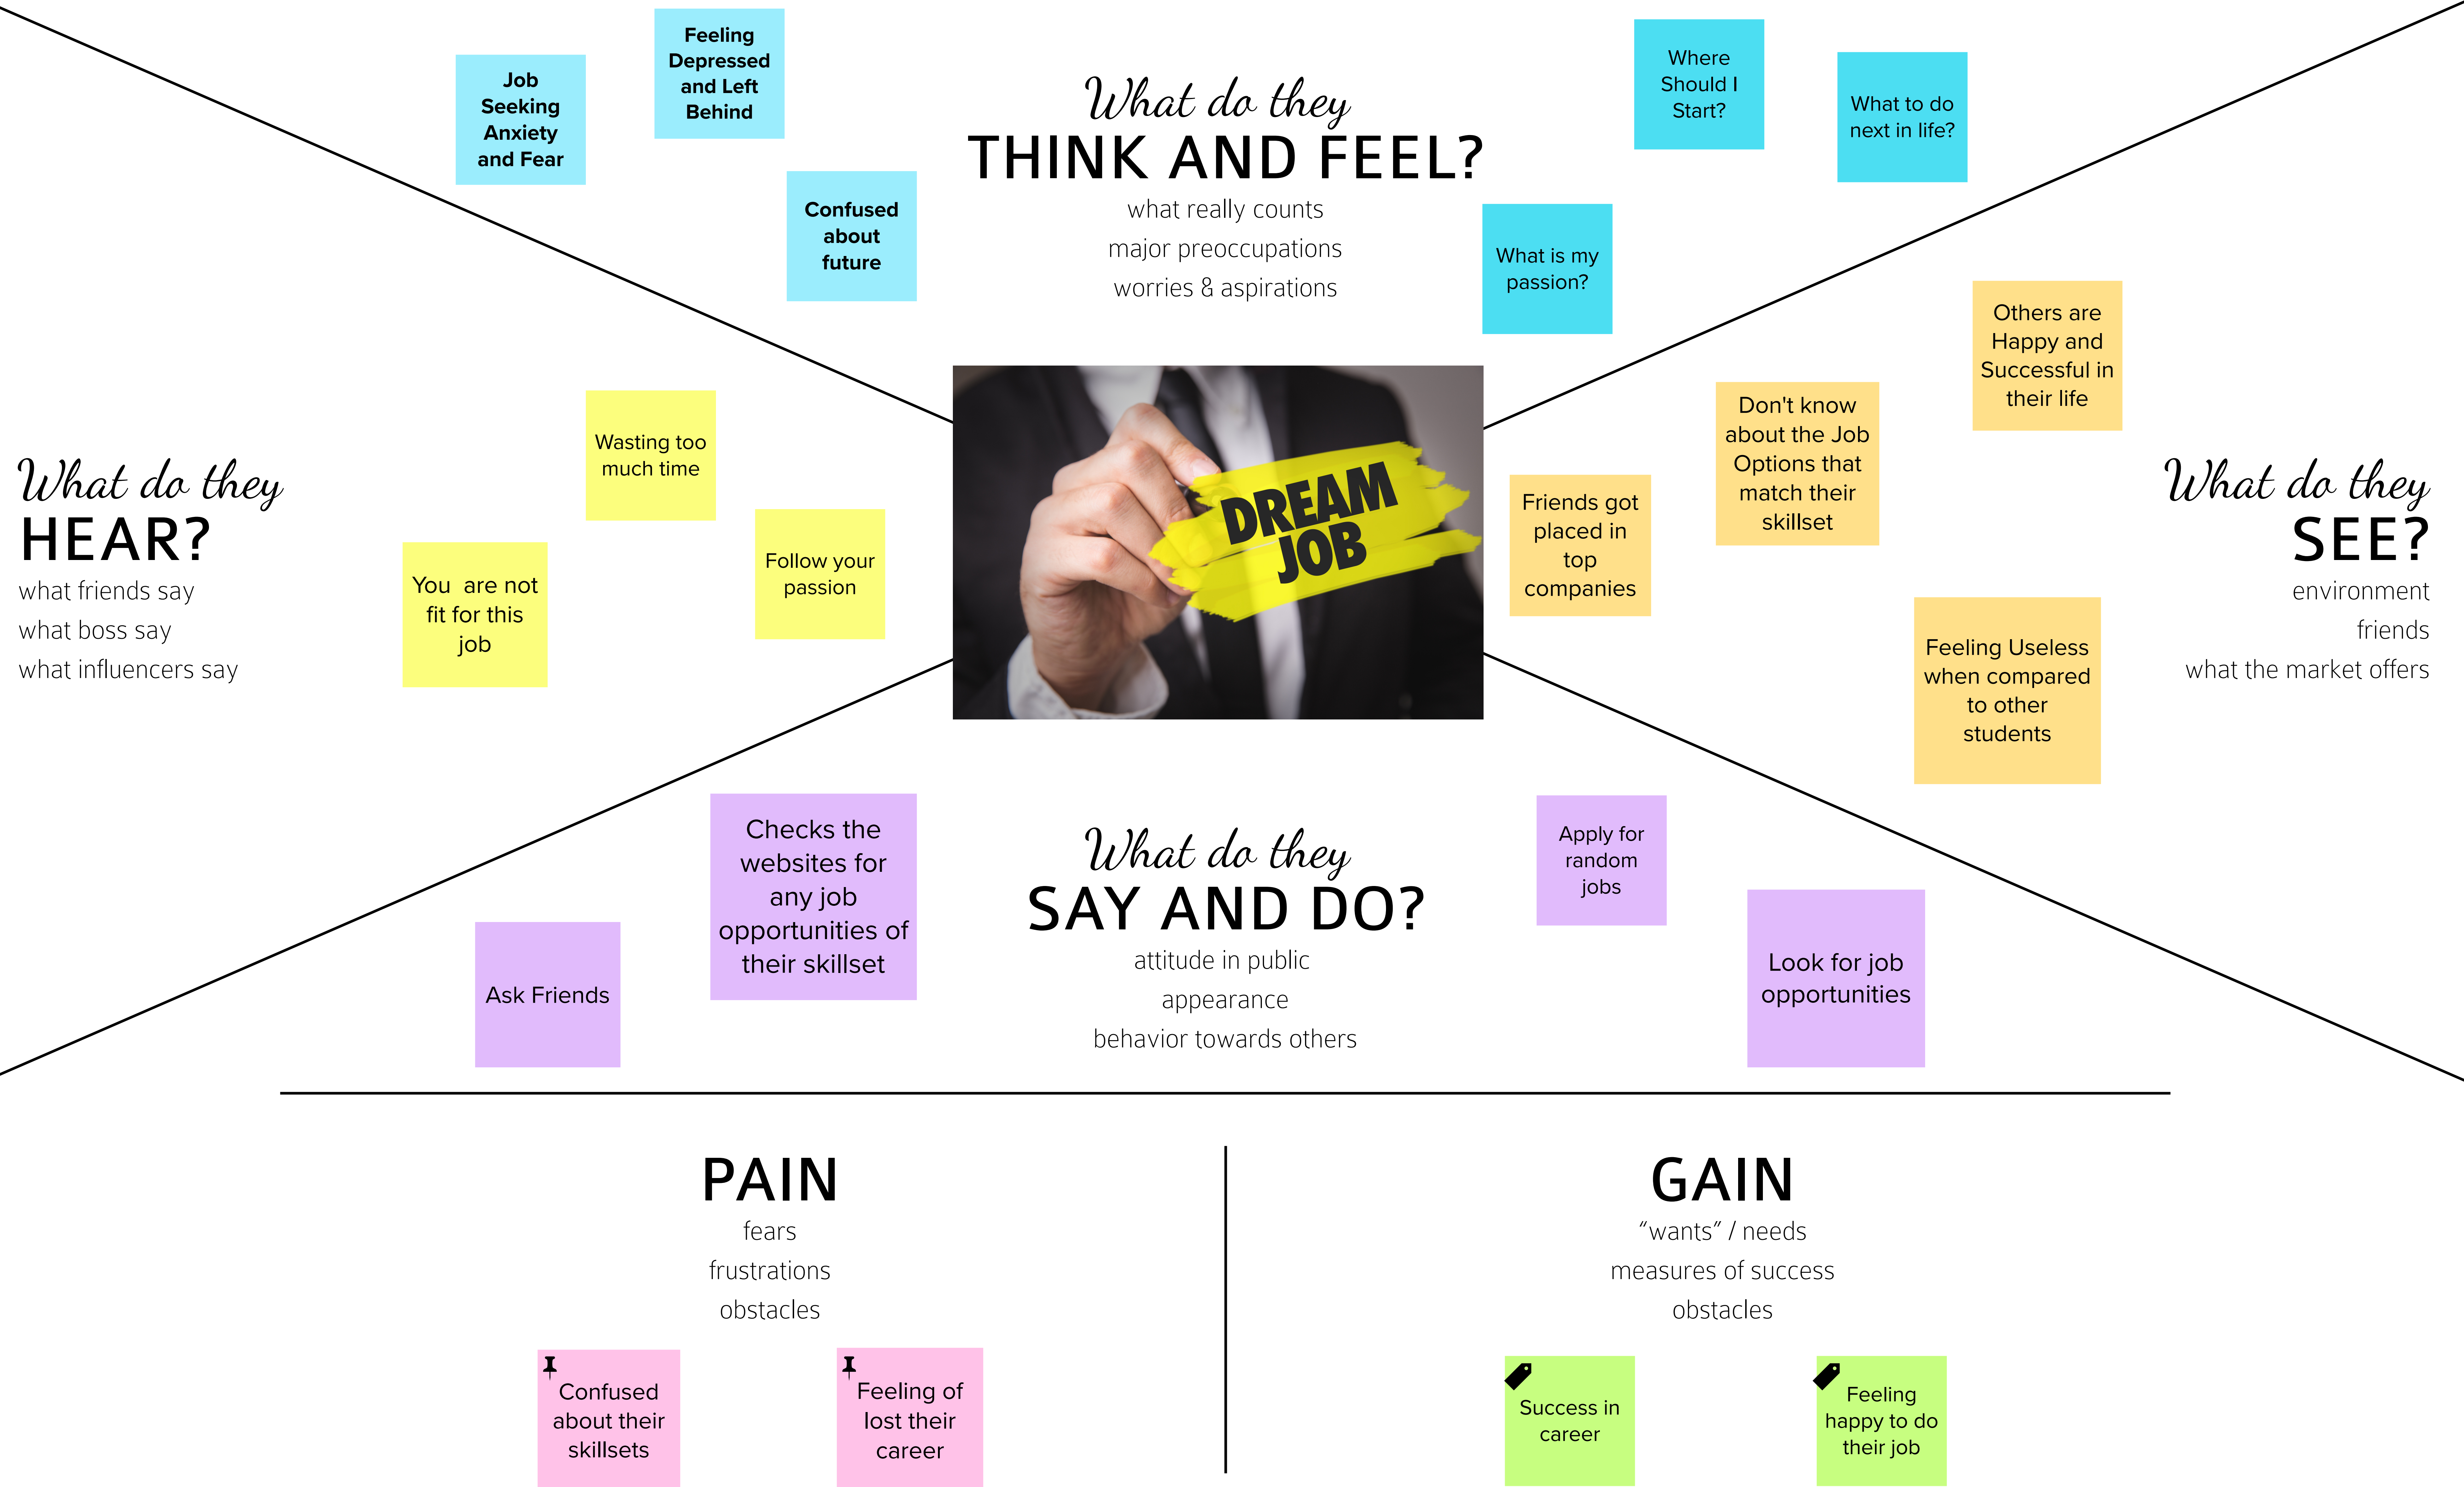 Job
Seeking
Anxiety
and Fear
Feeling
Depressed
and Left
Behind
Confused
about
future
What do they
THINK AND FEEL?
what really counts
major preoccupations
worries & aspirations
Where
Should I
Start?
What to do
next in life?
What is my
passion?
What do they
HEAR?
what friends say
what boss say
what influencers say
Wasting too
much time
You  are not
fit for this
job
Follow your
passion
DREAM
JOB
Friends got
placed in
top
companies
Don't know
about the Job
Options that
match their
skillset
Others are
Happy and
Successful in
their life
Feeling Useless
when compared
to other
students
What do they
SEE?
environment
friends
what the market offers
Ask Friends
Checks the
websites for
any job
opportunities of
their skillset
What do they
SAY AND DO?
attitude in public
appearance
behavior towards others
Apply for
random
jobs
Look for job
opportunities
PAIN
fears
frustrations
obstacles
Confused
about their
skillsets
Feeling of
lost their
career
GAIN
“wants” / needs
measures of success
obstacles
Success in
career
Feeling
happy to do
their job